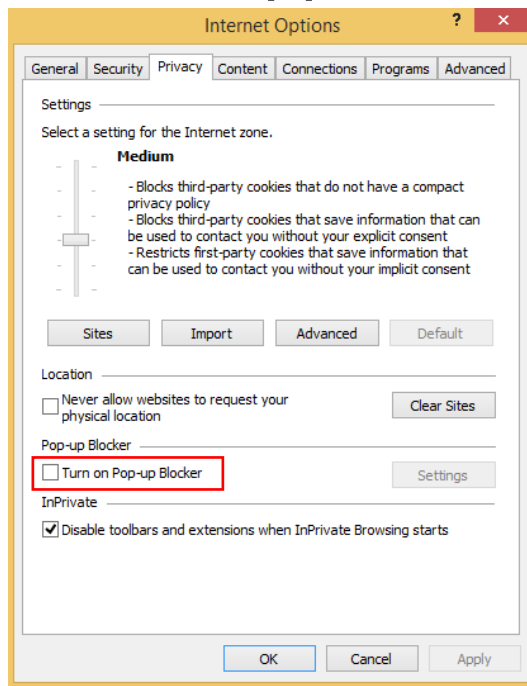 Internet Options
? ×
General Security Privacy Content Connections Programs Advanced
Settings
Select a setting for the Internet zone.
Medium
- Blocks third-party cookies that do not have a compact
privacy policy
- Blocks third-party cookies that save information that can
be used to contact you without your explicit consent
- Restricts first-party cookies that save information that
can be used to contact you without your implicit consent
Sites Import Advanced Default
Location
Never allow websites to request your
physical location
Clear Sites
Pop-up Blocker
Turn on Pop-up Blocker
Settings
InPrivate
Disable toolbars and extensions when InPrivate Browsing starts
OK Cancel Apply